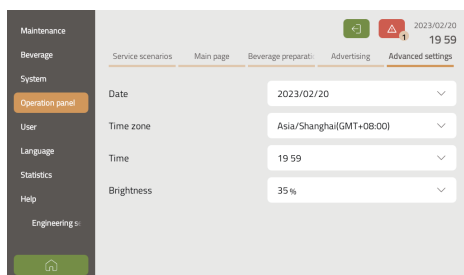 Maintenance
Beverage
System
Operation panel
User
Language
Statistics
Help
Engineering
1
2023/02/20
19 59
Service scenarios
Main page
Beverage
Advertising
Advanced settings
Date
2023/02/20
Time zone
Asia/Shanghai(GMT+08:00)
Time
19 59
Brightness
35 %